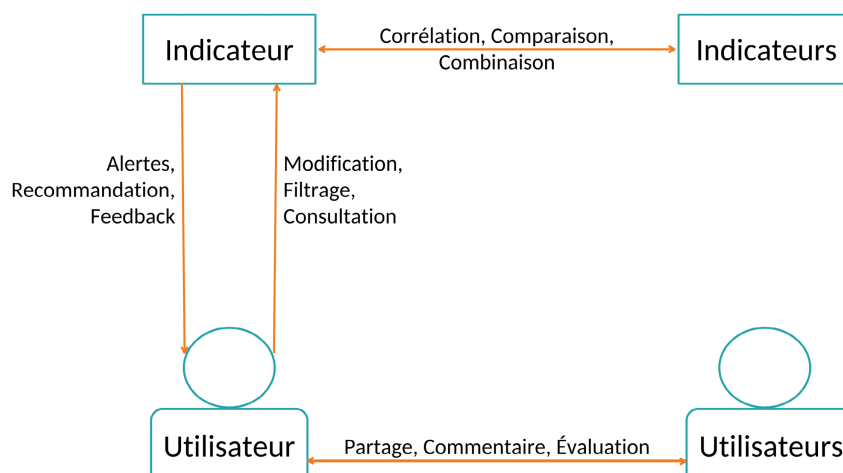 Indicateur
Corrélation, Comparaison,
Combinaison
Indicateurs
Alertes,
Recommandation,
Feedback
Modification,
Filtrage,
Consultation
Utilisateur
Partage, Commentaire, Évaluation
Utilisateurs